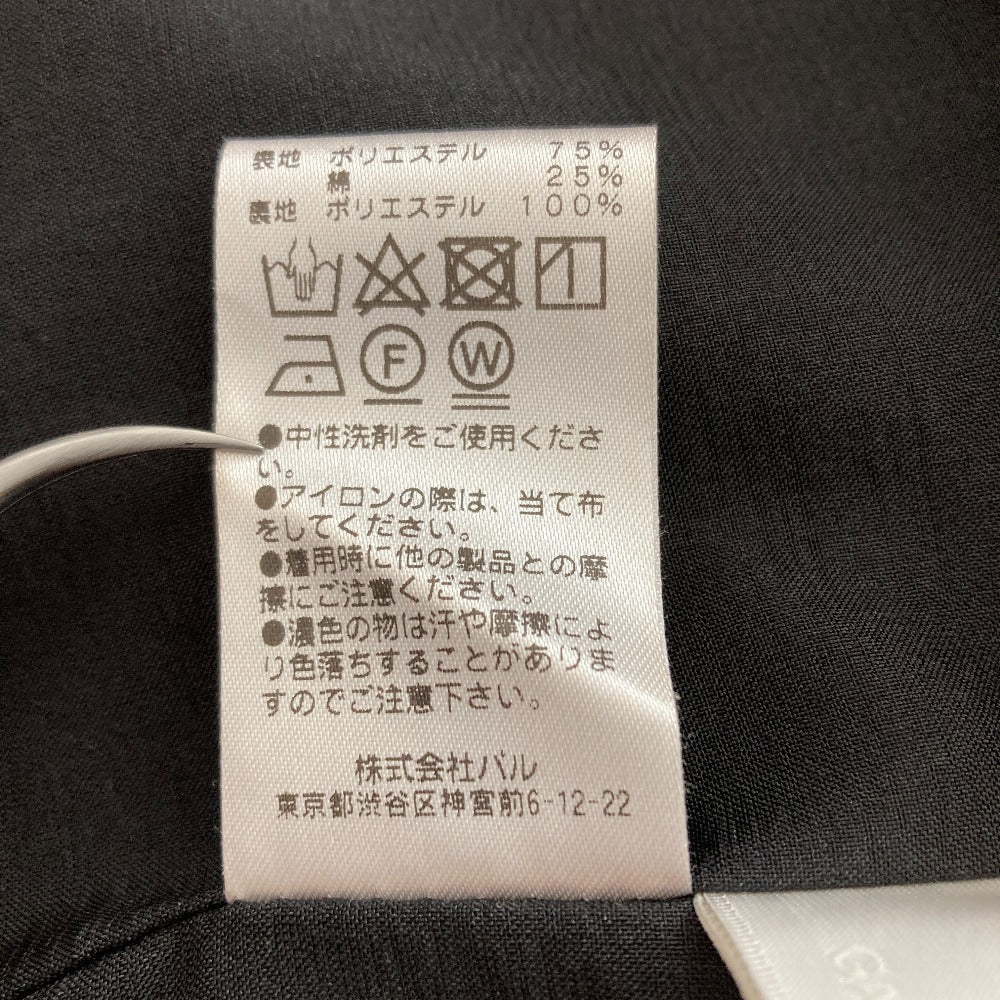 表地 ポリエステル 75%
綿 25%
裏地 ポリエステル 100%
F W
●中性洗剤をご使用くださ
い。
●アイロンの際は、当て布
をしてください。
●着用時に他の製品との摩
擦にご注意ください。
●濃色の物は汗や摩擦によ
り色落ちすることがありま
すのでご注意下さい。
株式会社パル
東京都渋谷区神宮前6-12-22